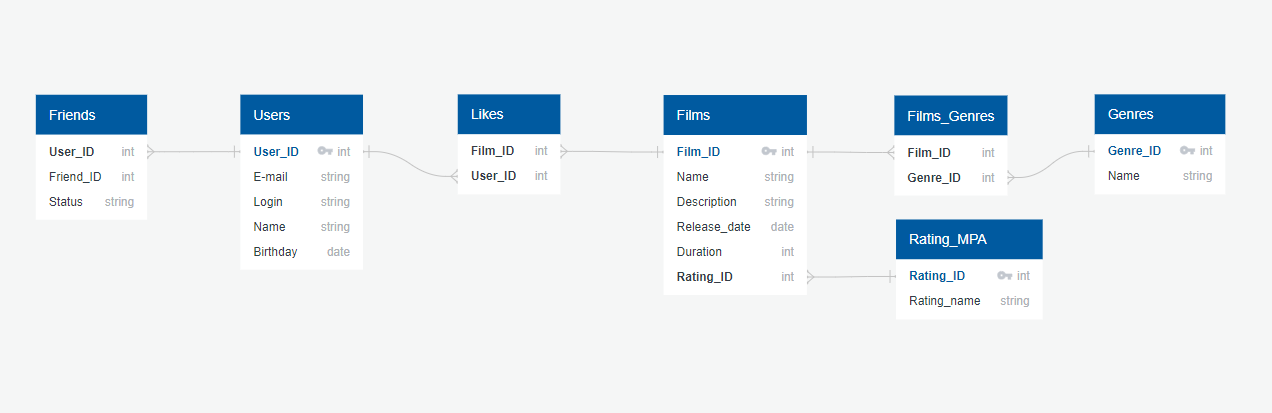 Friends
User_ID int
Friend_ID int
Status string
Users
User_ID int
E-mail string
Login string
Name string
Birthday date
Likes
Film_ID int
User_ID int
Films
Film_ID int
Name string
Description string
Release_date date
Duration int
Rating_ID int
Films_Genres
Film_ID int
Genre_ID int
Genres
Genre_ID int
Name string
Rating_MPA
Rating_ID int
Rating_name string